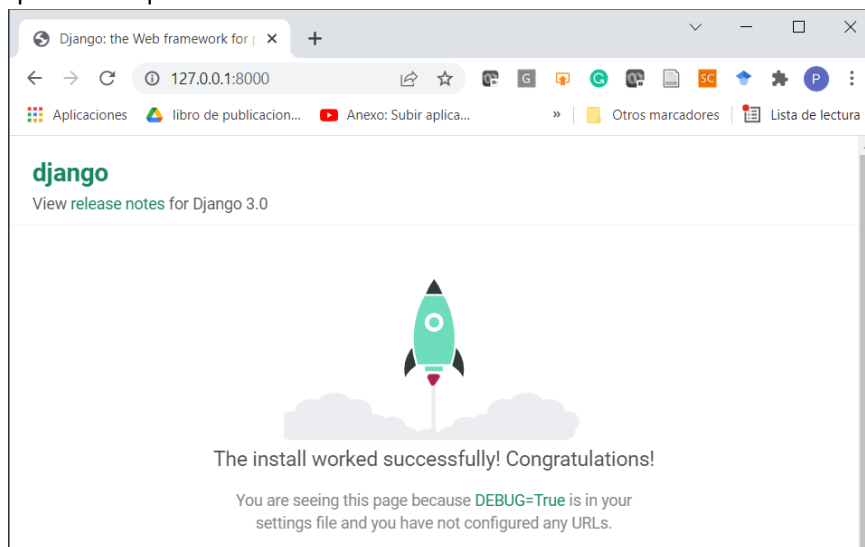 Django: the Web framework for p
127.0.0.1:8000
G
G
SC
P
Aplicaciones
libro de publicacion...
Anexo: Subir aplica...
»
Otros marcadores
Lista de lectura
django
View release notes for Django 3.0
The install worked successfully! Congratulations!
You are seeing this page because DEBUG=True is in your
settings file and you have not configured any URLs.